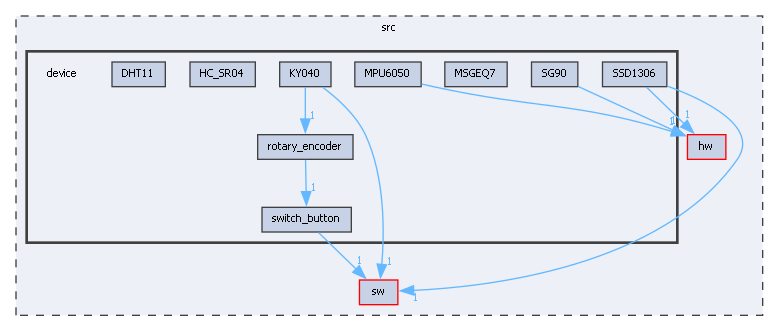 src
device
DHT11
HC_SR04
KY040
MPU6050
MSGEQ7
SG90
SSD1306
1
1
1
rotary_encoder
hw
1
switch_button
1
1
sw
1